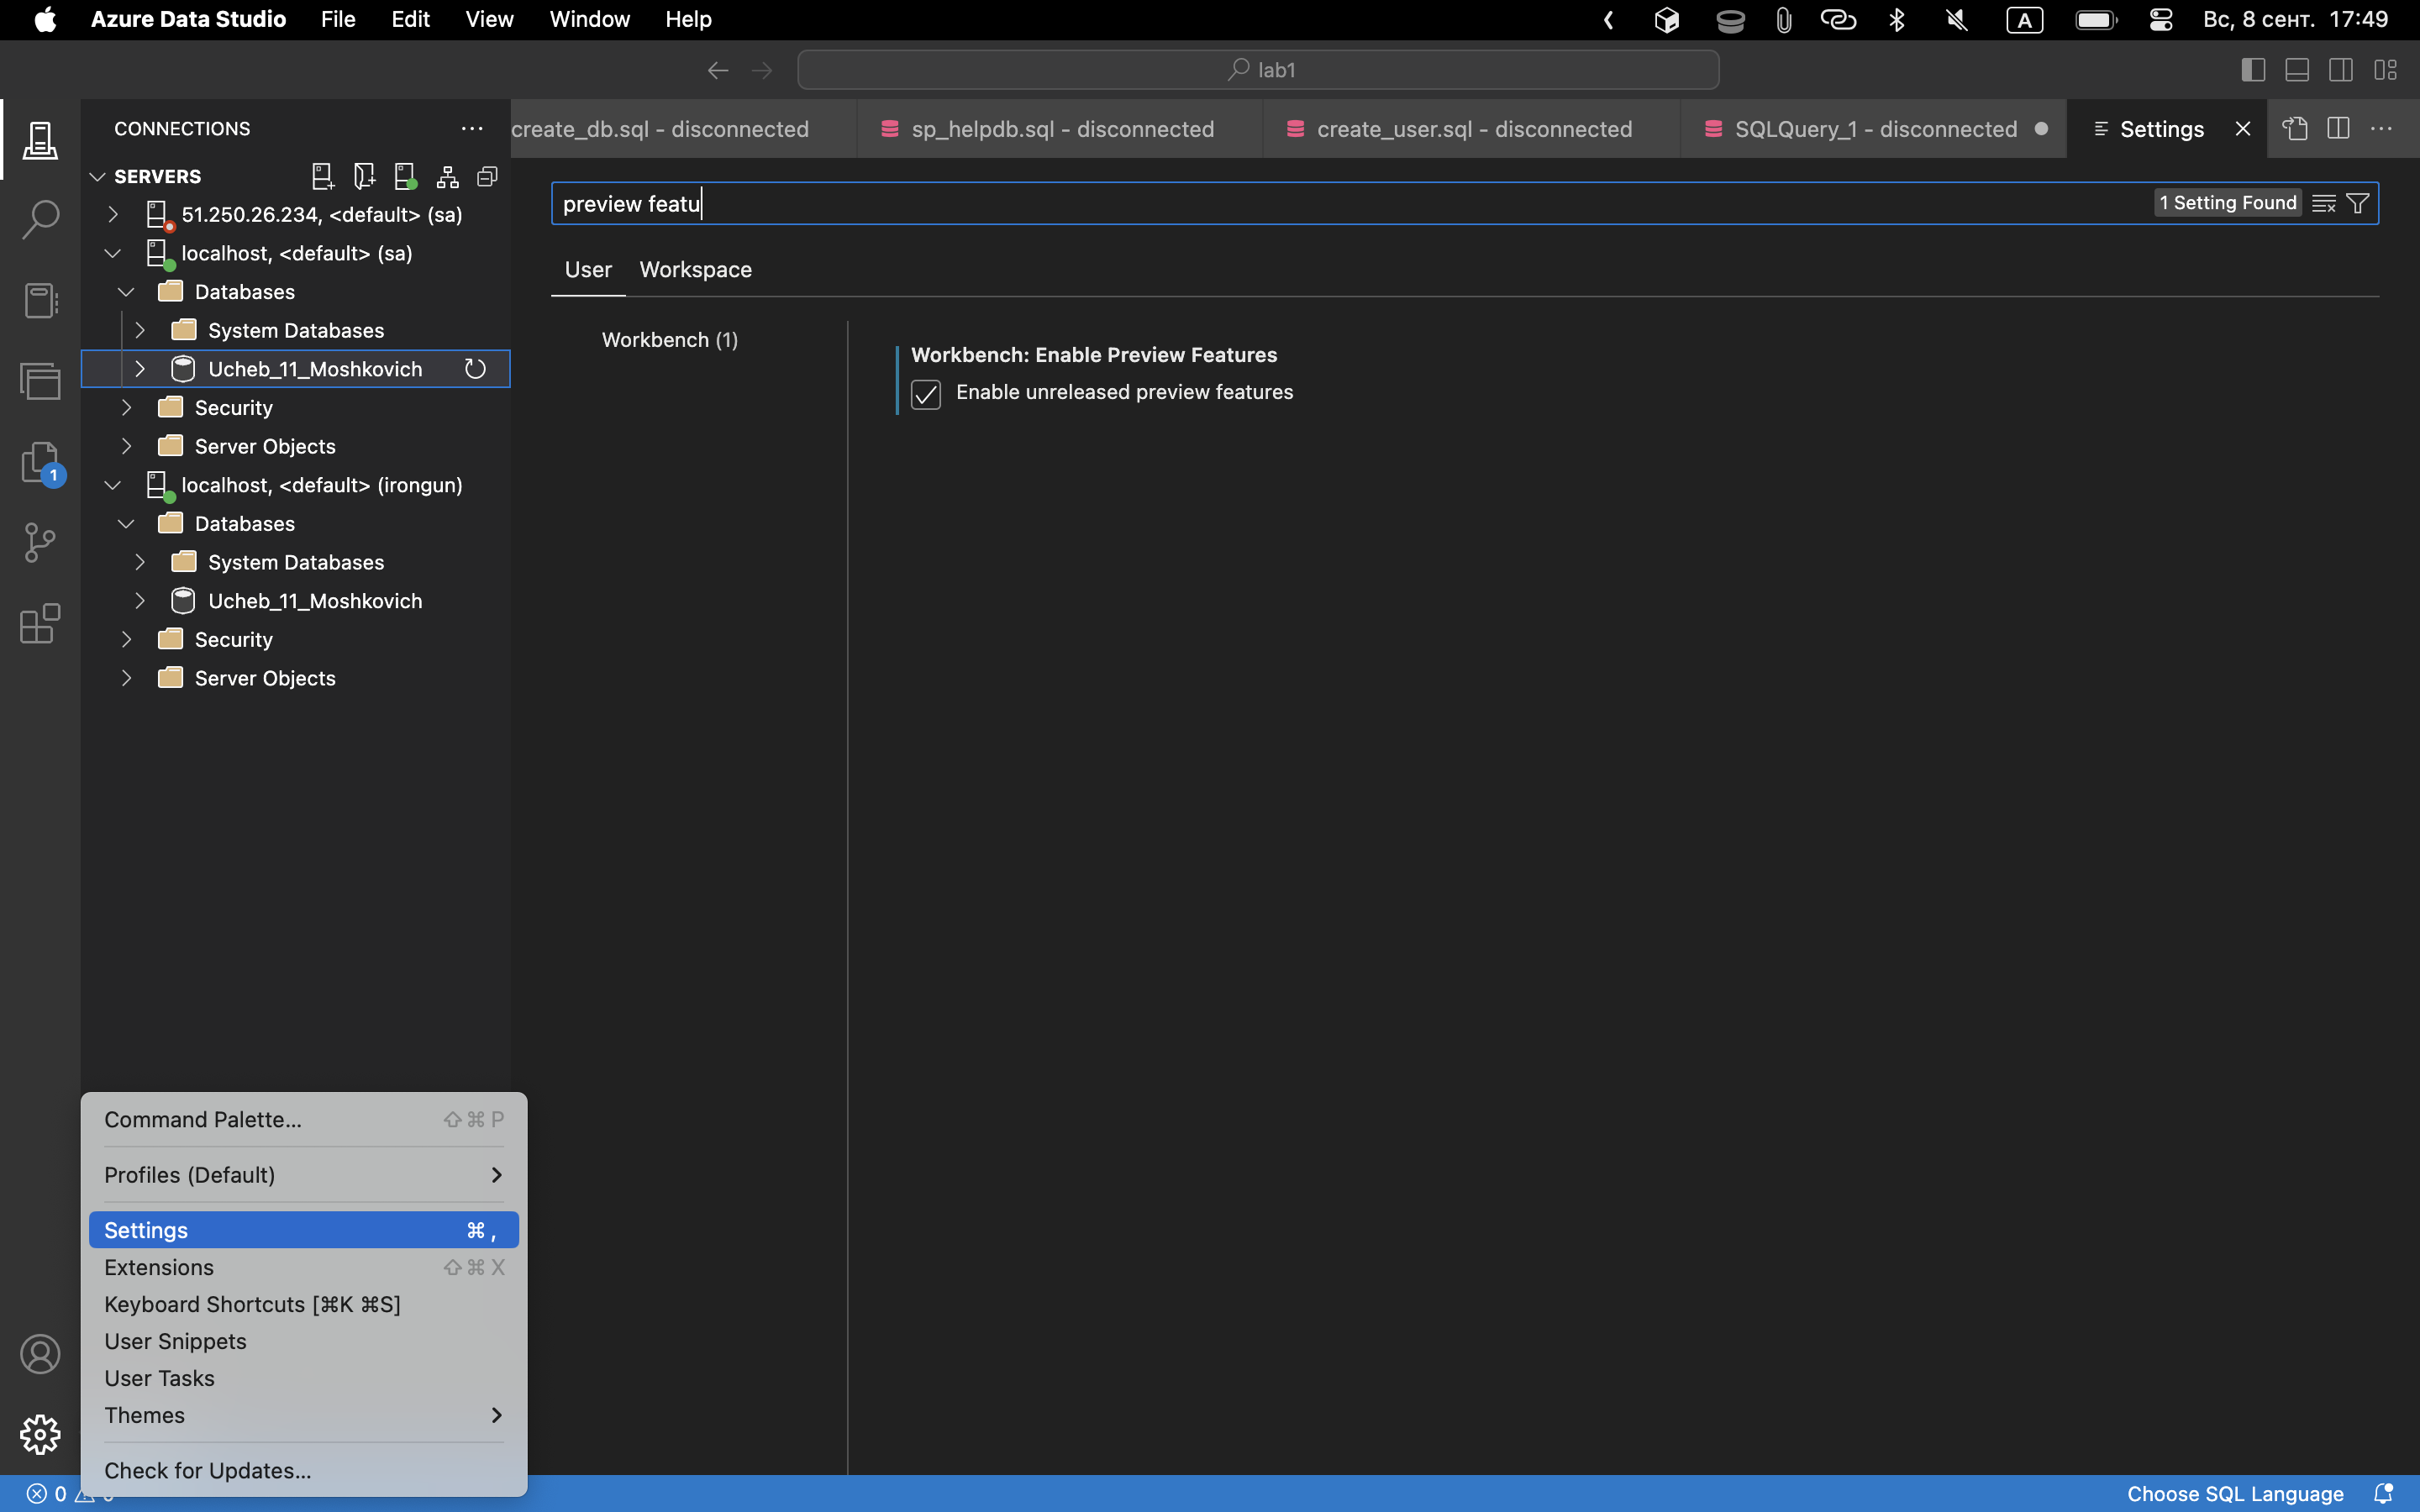 Azure Data Studio File Edit View Window Help A Вс, 8 сент. 17:49
lab1
CONNECTIONS
create_db.sql - disconnected sp_helpdb.sql - disconnected create_user.sql - disconnected SQLQuery_1 - disconnected Settings
SERVERS
51.250.26.234, <default> (sa)
localhost, <default> (sa)
Databases
System Databases
Ucheb_11_Moshkovich
Security
Server Objects
localhost, <default> (irongun)
Databases
System Databases
Ucheb_11_Moshkovich
Security
Server Objects
1
preview featu
1 Setting Found
User Workspace
Workbench (1)
Workbench: Enable Preview Features
Enable unreleased preview features
Command Palette... ⇧⌘P
Profiles (Default)
Settings ⌘,
Extensions ⇧⌘X
Keyboard Shortcuts [⌘K ⌘S]
User Snippets
User Tasks
Themes
Check for Updates...
0
Choose SQL Language